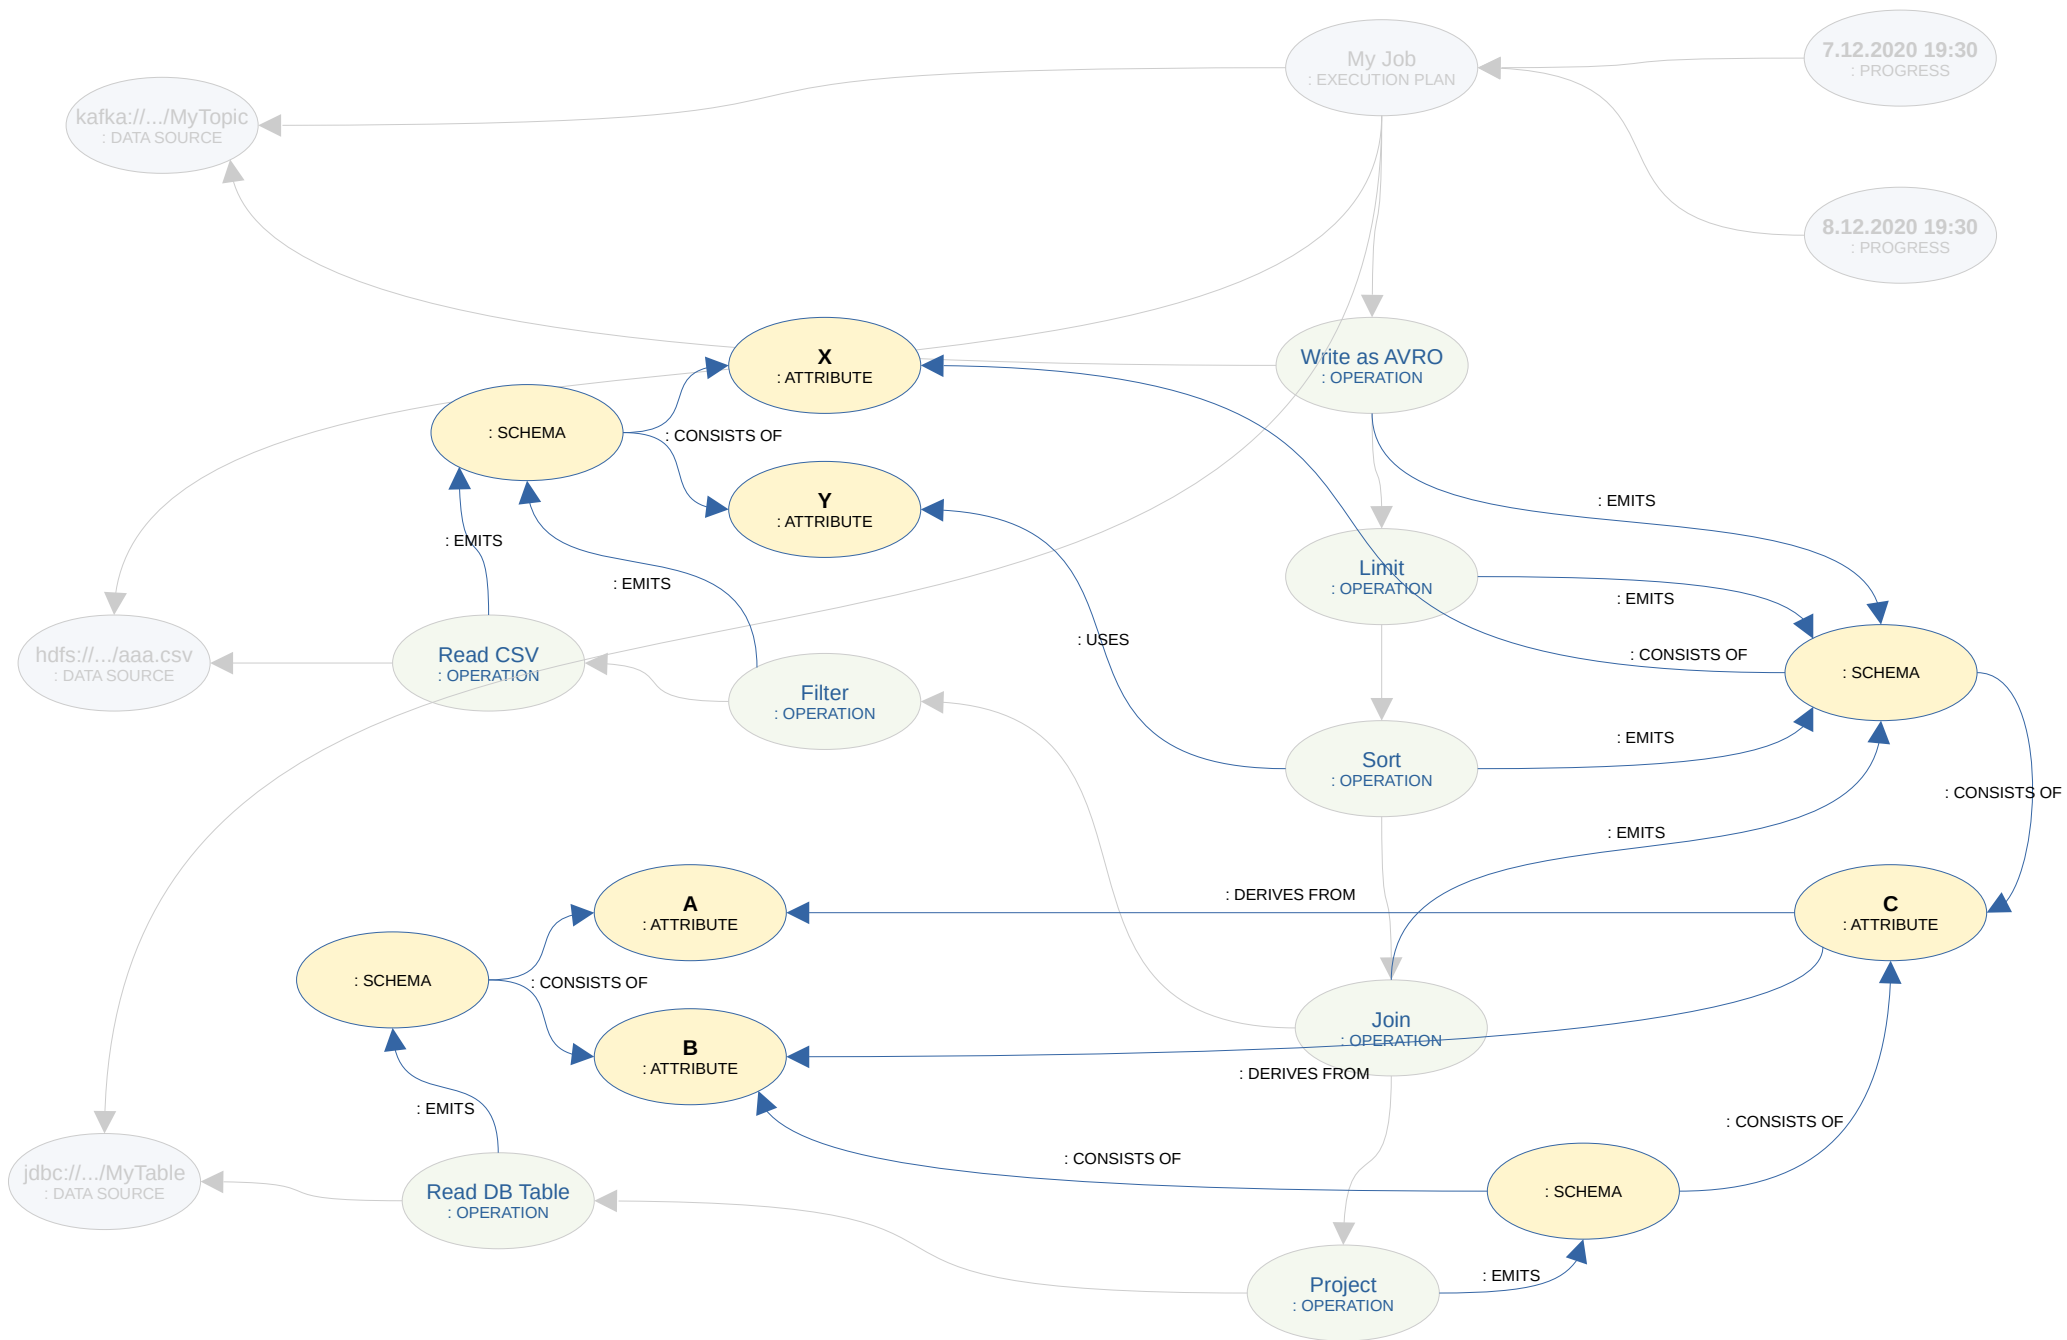 My Job
: EXECUTION PLAN
7.12.2020 19:30
: PROGRESS
kafka://.../MyTopic
: DATA SOURCE
8.12.2020 19:30
: PROGRESS
X
: ATTRIBUTE
Write as AVRO
: OPERATION
: SCHEMA
: CONSISTS OF
Y
: ATTRIBUTE
: EMITS
: EMITS
: EMITS
Limit
: OPERATION
: EMITS
: USES
: CONSISTS OF
hdfs://.../aaa.csv
: DATA SOURCE
Read CSV
: OPERATION
: SCHEMA
Filter
: OPERATION
: EMITS
Sort
: OPERATION
: CONSISTS OF
: EMITS
A
: ATTRIBUTE
: DERIVES FROM
C
: ATTRIBUTE
: SCHEMA
: CONSISTS OF
B
: ATTRIBUTE
Join
: OPERATION
: DERIVES FROM
: EMITS
: CONSISTS OF
: CONSISTS OF
jdbc://.../MyTable
: DATA SOURCE
Read DB Table
: OPERATION
: SCHEMA
Project
: OPERATION
: EMITS